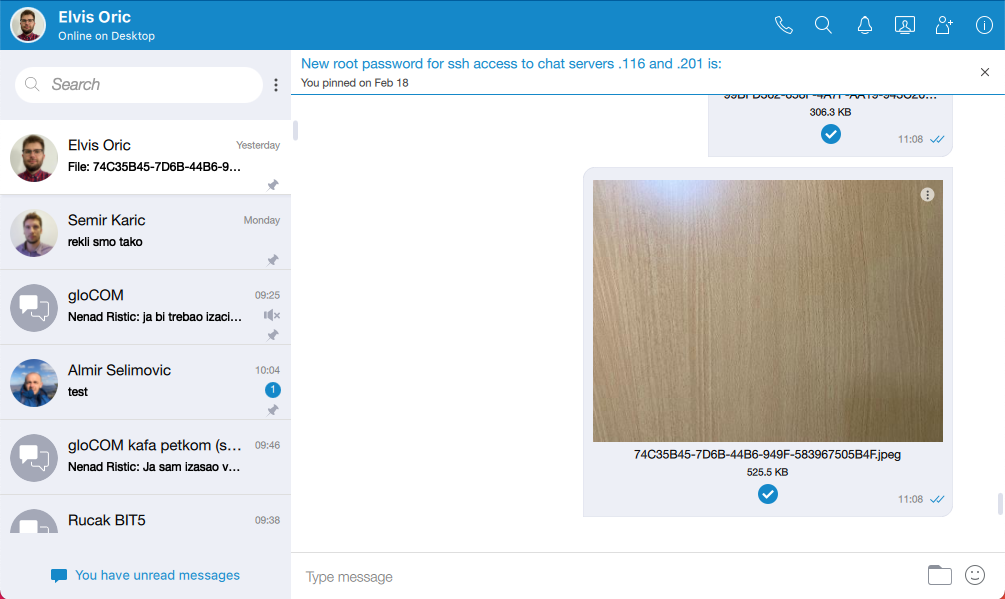 Elvis Oric
Online on Desktop
Search
New root password for ssh access to chat servers .116 and .201 is:
You pinned on Feb 18
Elvis Oric
Yesterday
File: 74C35B45-7D6B-44B6-9...
Semir Karic
Monday
rekli smo tako
gloCOM
09:25
Nenad Ristic: ja bi trebao izaci...
Almir Selimovic
10:04
test
1
gloCOM kafa petkom (s...
09:46
Nenad Ristic: Ja sam izasao v...
Rucak BIT5
09:38
You have unread messages
306.3 KB
11:08
74C35B45-7D6B-44B6-949F-583967505B4F.jpeg
525.5 KB
11:08
Type message